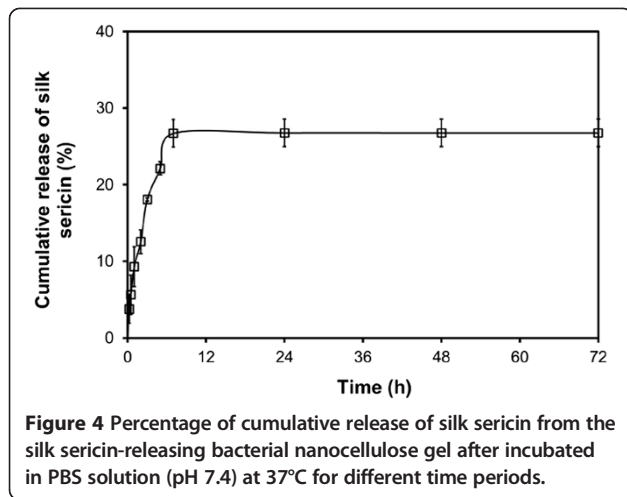 40
30
20
10
0
Cumulative release of silk
sericin (%)
0
12
24
36
48
60
72
Time (h)
Figure 4 Percentage of cumulative release of silk sericin from the
silk sericin-releasing bacterial nanocellulose gel after incubated
in PBS solution (pH 7.4) at 37°C for different time periods.